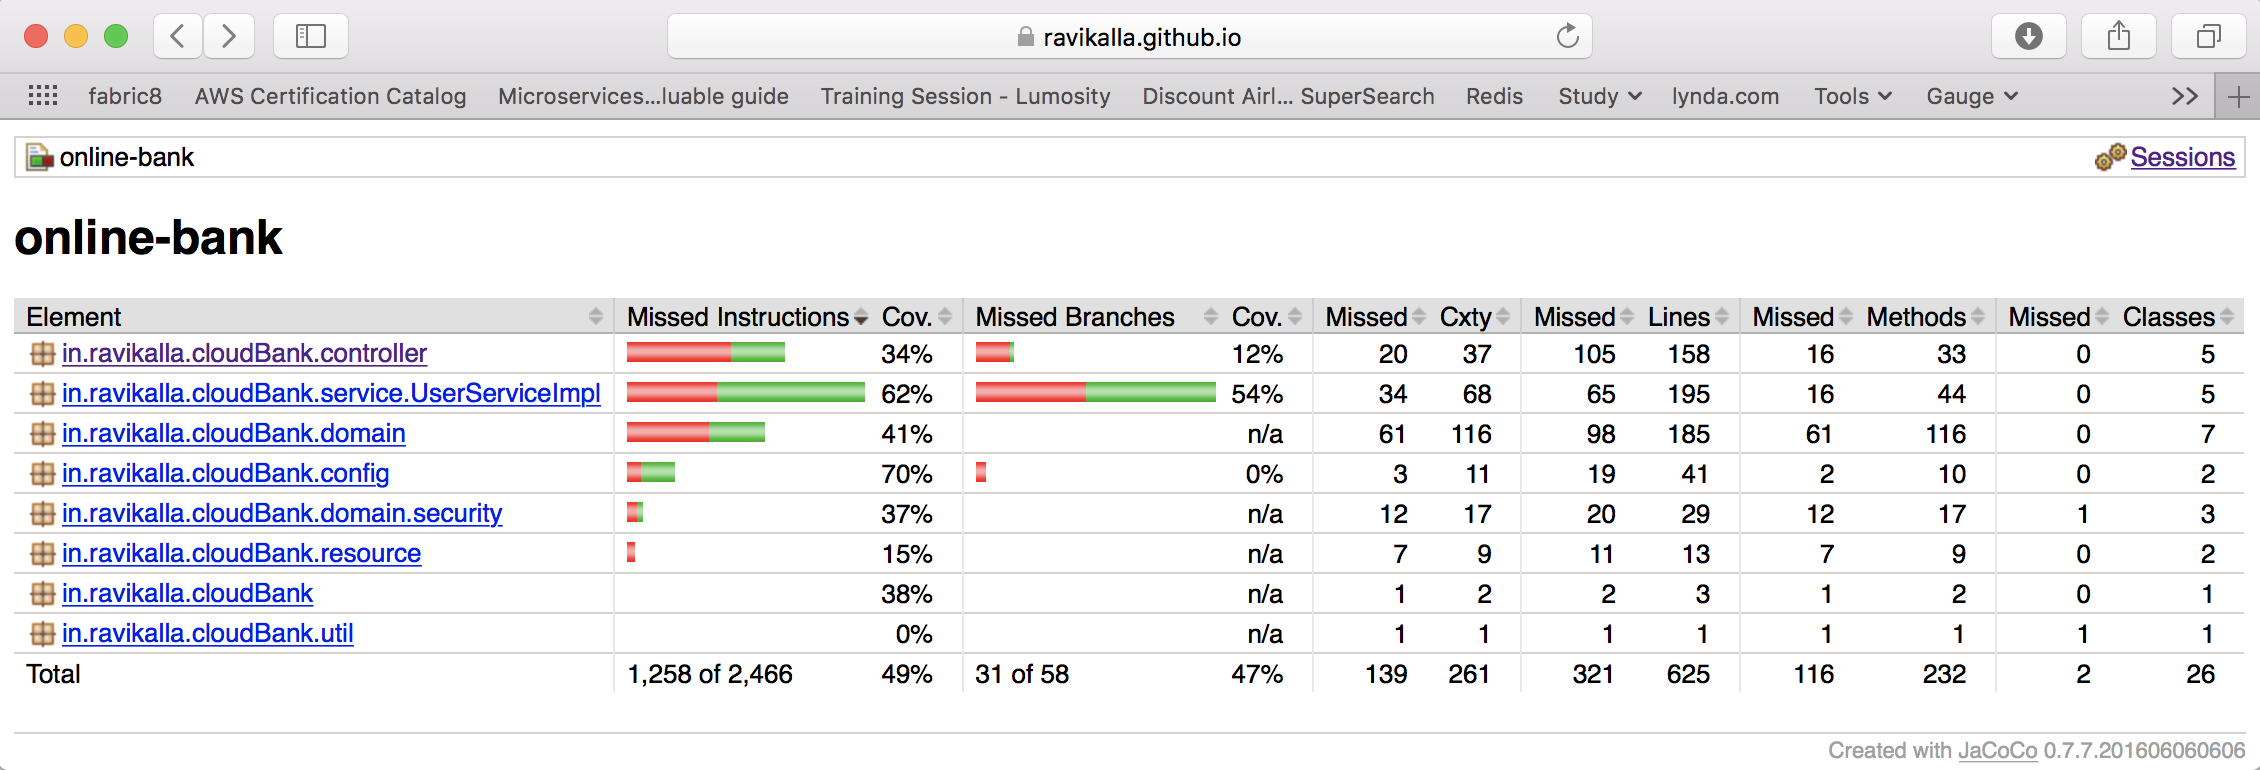 ravikalla.github.io
fabric8 AWS Certification Catalog Microservices...luable guide Training Session - Lumosity Discount Airl... SuperSearch Redis Study lynda.com Tools Gauge >> +
online-bank Sessions
online-bank
Element Missed Instructions Cov. Missed Branches Cov. Missed Cxty Missed Lines Missed Methods Missed Classes
in.ravikalla.cloudBank.controller 34% 12% 20 37 105 158 16 33 0 5
in.ravikalla.cloudBank.service.UserServiceImpl 62% 54% 34 68 65 195 16 44 0 5
in.ravikalla.cloudBank.domain 41% n/a 61 116 98 185 61 116 0 7
in.ravikalla.cloudBank.config 70% 0% 3 11 19 41 2 10 0 2
in.ravikalla.cloudBank.domain.security 37% n/a 12 17 20 29 12 17 1 3
in.ravikalla.cloudBank.resource 15% n/a 7 9 11 13 7 9 0 2
in.ravikalla.cloudBank 38% n/a 1 2 2 3 1 2 0 1
in.ravikalla.cloudBank.util 0% n/a 1 1 1 1 1 1 1 1
Total 1,258 of 2,466 49% 31 of 58 47% 139 261 321 625 116 232 2 26
Created with JaCoCo 0.7.7.201606060606